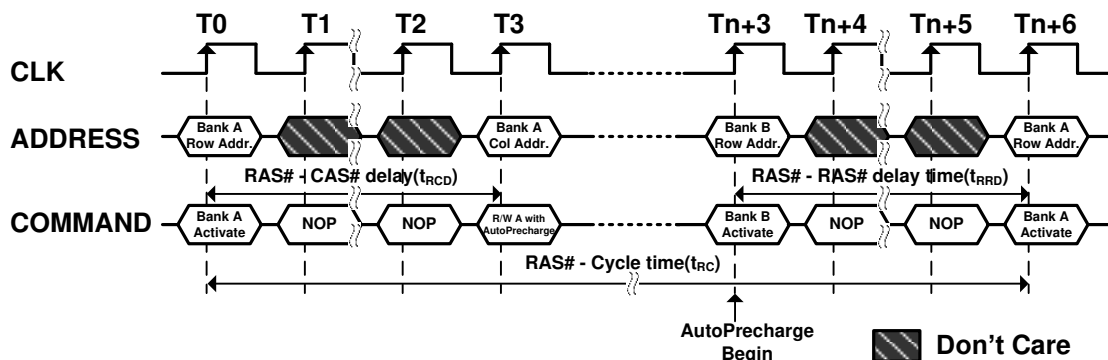 T0 T1 T2 T3 Tn+3 Tn+4 Tn+5 Tn+6
CLK
ADDRESS
Bank A
Row Addr.
Bank A
Col Addr.
Bank B
Row Addr.
Bank A
Row Addr.
RAS# - CAS# delay(tRCD)
RAS# - RAS# delay time(tRRD)
COMMAND
Bank A
Activate
NOP
NOP
R/W A with
AutoPrecharge
Bank B
Activate
NOP
NOP
Bank A
Activate
RAS# - Cycle time(tRC)
AutoPrecharge
Begin
Don't Care